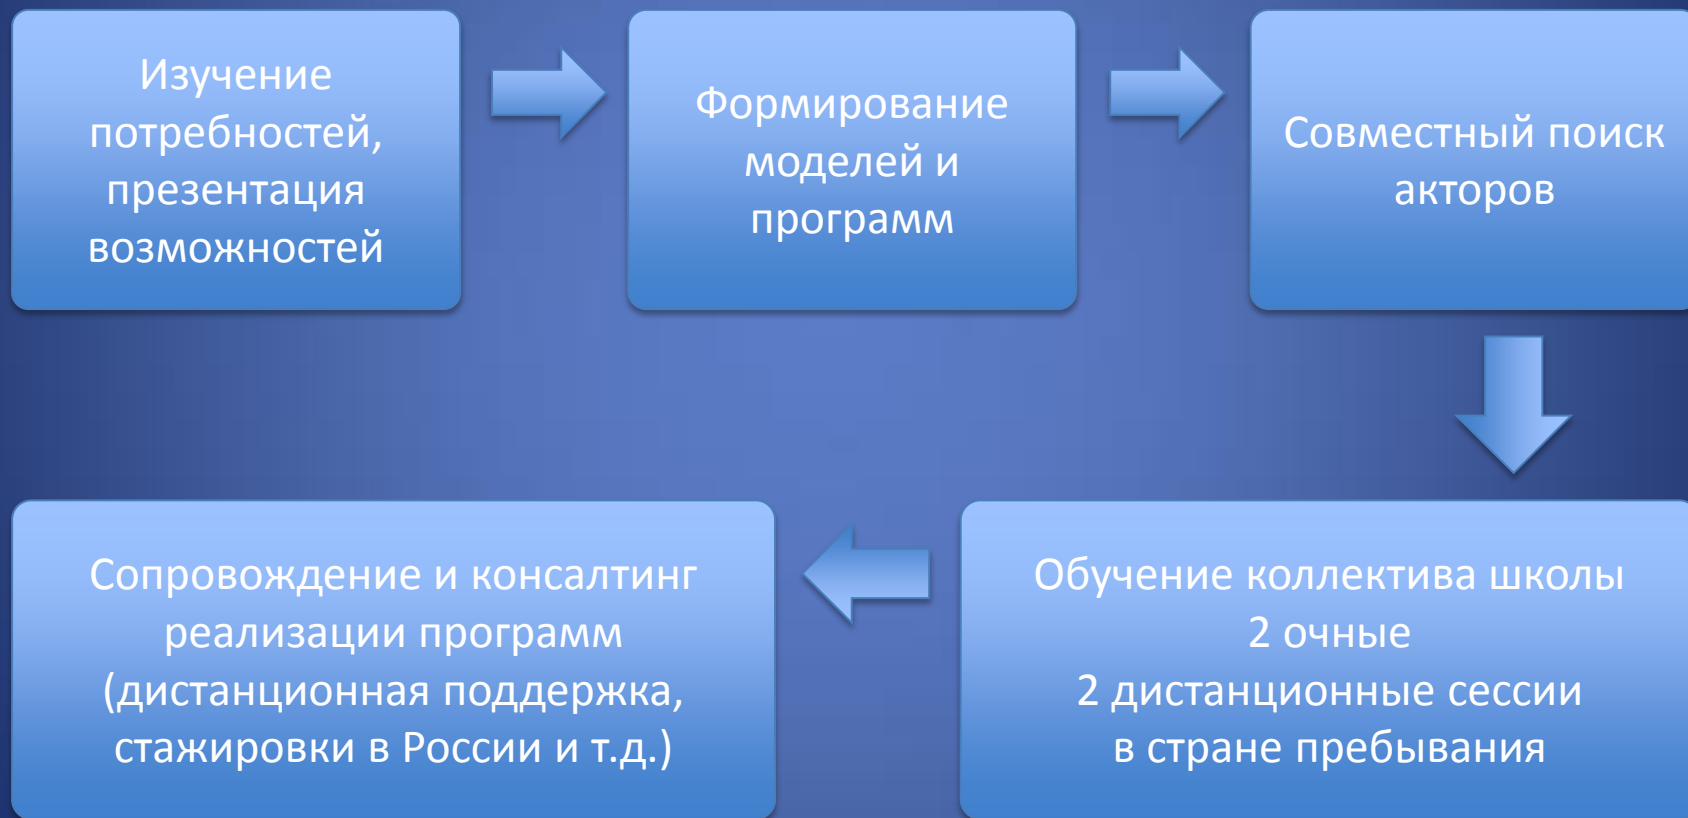 Изучение
потребностей,
презентация
возможностей
Формирование
моделей и
программ
Совместный поиск
акторов
Обучение коллектива школы
2 очные
2 дистанционные сессии
в стране пребывания
Сопровождение и консалтинг
реализации программ
(дистанционная поддержка,
стажировки в России и т.д.)